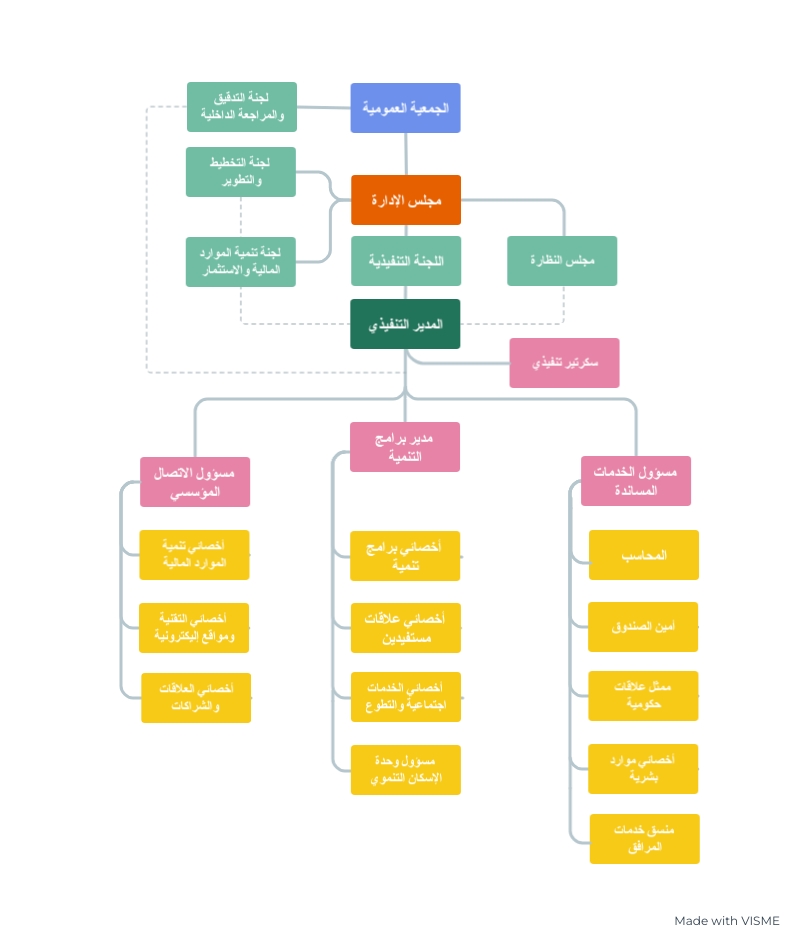 لجنة التدقيق
والمراجعة الداخلية
الجمعية العمومية
لجنة التخطيط
والتطوير
مجلس الإدارة
لجنة تنمية الموارد
المالية والاستثمار
اللجنة التنفيذية
مجلس النظارة
المدير التنفيذي
سكرتير تنفيذي
مسؤول الاتصال
المؤسسي
مدير برامج
التنمية
مسؤول الخدمات
المساندة
أخصائي تنمية
الموارد المالية
أخصائي التقنية
ومواقع إليكترونية
أخصائي العلاقات
والشراكات
أخصائي برامج
تنمية
أخصائي علاقات
مستفيدين
أخصائي الخدمات
اجتماعية والتطوع
مسؤول وحدة
الإسكان التنموي
المحاسب
أمين الصندوق
ممثل علاقات
حكومية
أخصائي موارد
بشرية
منسق خدمات
المرافق
Made with VISME